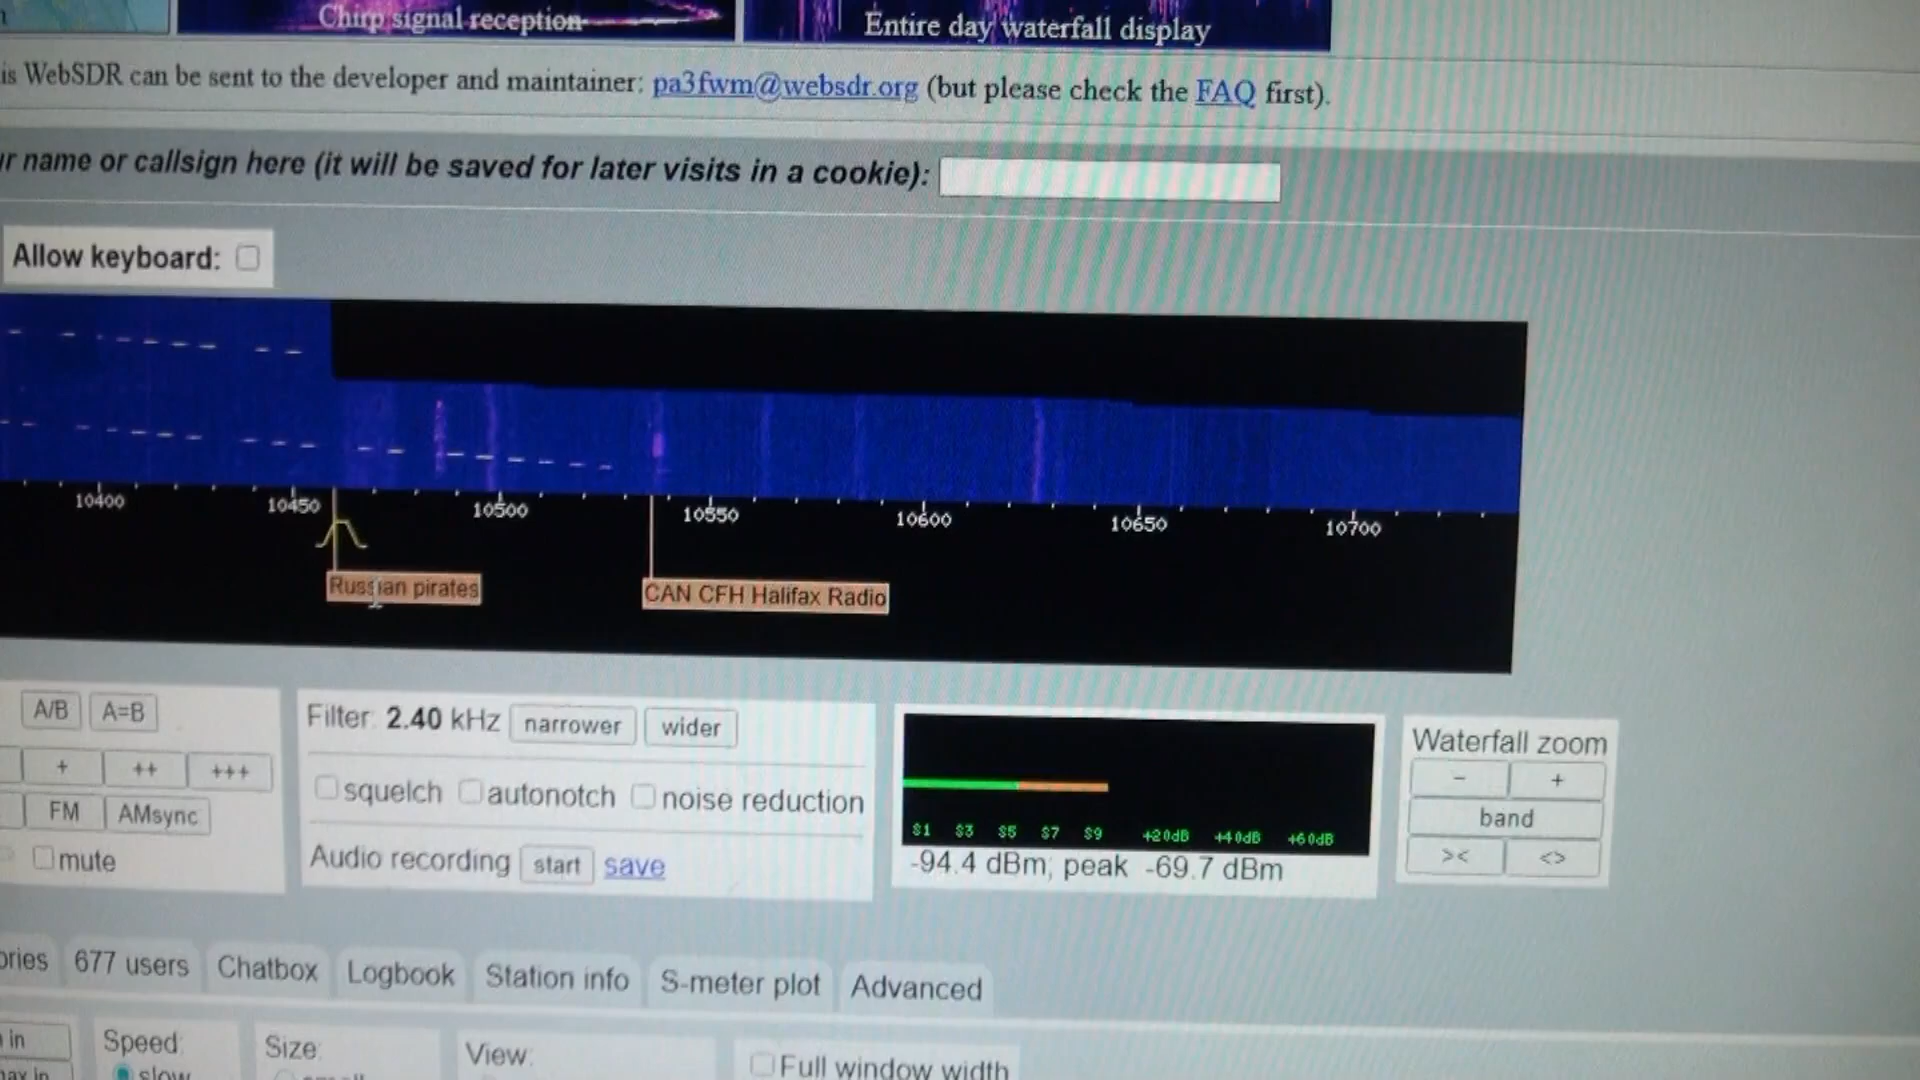 Chirp signal reception
Entire day waterfall display
is WebSDR can be sent to the developer and maintainer: pa3fwm@websdr.org (but please check the FAQ first).
name or callsign here (it will be saved for later visits in a cookie):
Allow keyboard:
10400 10450 10500 10550 10600 10650 10700
Russian pirates
CAN CFH Halifax Radio
A/B A=B
+ ++ +++
FM AMsync
mute
Filter: 2.40 kHz narrower wider
squelch autonotch noise reduction
Audio recording start save
S1 S3 S5 S7 S9 +20dB +40dB +60dB
-94.4 dBm; peak -69.7 dBm
Waterfall zoom
- +
band
>< <>
ories 677 users Chatbox Logbook Station info S-meter plot Advanced
in
Speed: Size: View: Full window width
slow